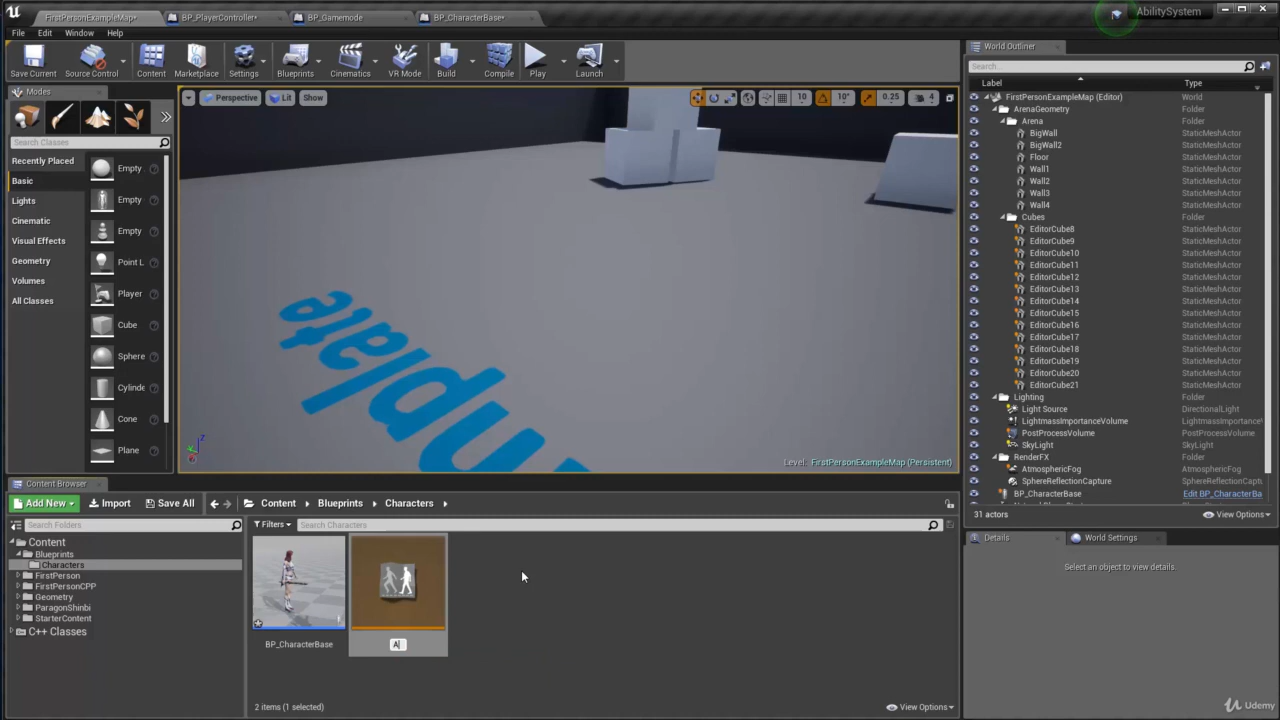 FirstPersonExampleMap*
BP_PlayerController*
BP_Gamemode
BP_CharacterBase*
AbilitySystem
File Edit Window Help
Save Current
Source Control
Content
Marketplace
Settings
Blueprints
Cinematics
VR Mode
Build
Compile
Play
Launch
Modes
Search Classes
Recently Placed
Basic
Lights
Cinematic
Visual Effects
Geometry
Volumes
All Classes
Empty
Empty
Empty
Point L
Player
Cube
Sphere
Cylinde
Cone
Plane
Perspective
Lit
Show
10
10°
0.25
4
mplate
Z
Level: FirstPersonExampleMap (Persistent)
World Outliner
Search...
Label Type
FirstPersonExampleMap (Editor) World
ArenaGeometry Folder
Arena Folder
BigWall StaticMeshActor
BigWall2 StaticMeshActor
Floor StaticMeshActor
Wall1 StaticMeshActor
Wall2 StaticMeshActor
Wall3 StaticMeshActor
Wall4 StaticMeshActor
Cubes Folder
EditorCube8 StaticMeshActor
EditorCube9 StaticMeshActor
EditorCube10 StaticMeshActor
EditorCube11 StaticMeshActor
EditorCube12 StaticMeshActor
EditorCube13 StaticMeshActor
EditorCube14 StaticMeshActor
EditorCube15 StaticMeshActor
EditorCube16 StaticMeshActor
EditorCube17 StaticMeshActor
EditorCube18 StaticMeshActor
EditorCube19 StaticMeshActor
EditorCube20 StaticMeshActor
EditorCube21 StaticMeshActor
Lighting Folder
Light Source DirectionalLight
LightmassImportanceVolume LightmassImportanceV
PostProcessVolume PostProcessVolume
SkyLight SkyLight
RenderFX Folder
AtmosphericFog AtmosphericFog
SphereReflectionCapture SphereReflectionCapt
BP_CharacterBase Edit BP_CharacterBa
31 actors
View Options
Details
World Settings
Select an object to view details.
Content Browser
Add New
Import
Save All
Content
Blueprints
Characters
Search Folders
Filters
Search Characters
Content
Blueprints
Characters
FirstPerson
FirstPersonCPP
Geometry
ParagonShinbi
StarterContent
C++ Classes
BP_CharacterBase
A
2 items (1 selected)
View Options
Udemy